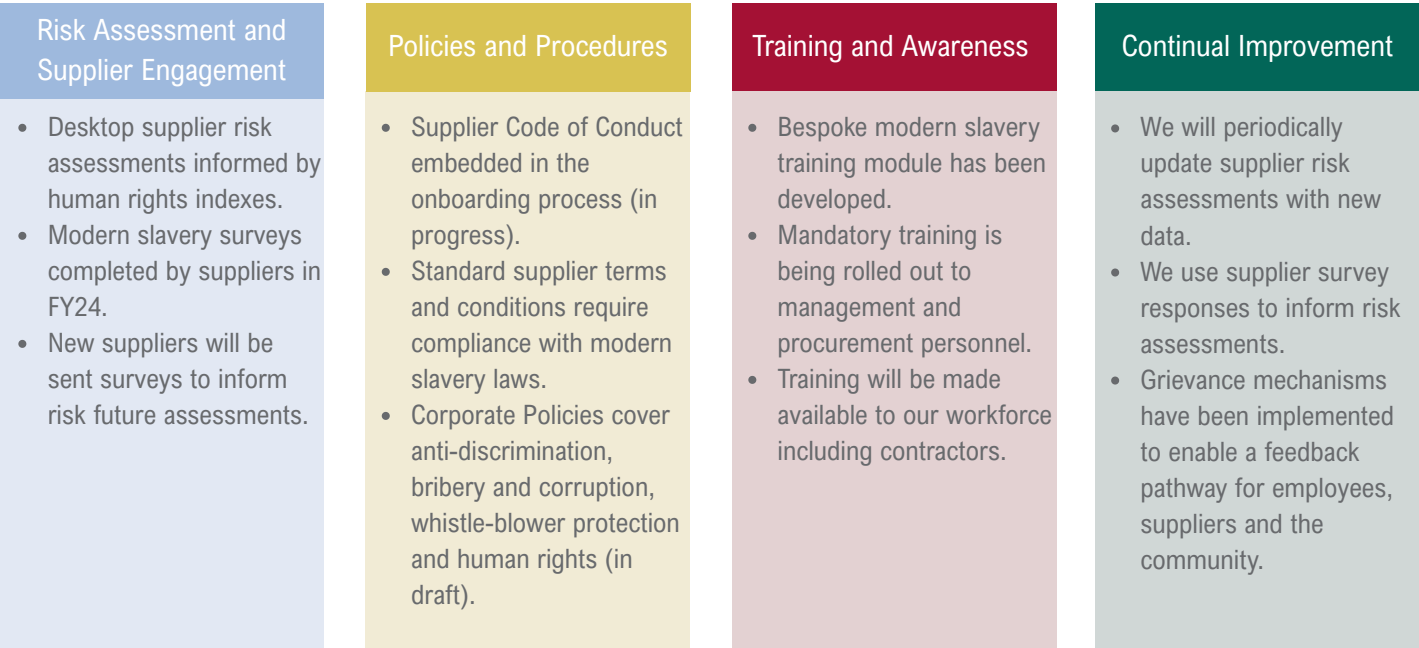 Risk Assessment and
Supplier Engagement
• Desktop supplier risk
assessments informed by
human rights indexes.
• Modern slavery surveys
completed by suppliers in
FY24.
• New suppliers will be
sent surveys to inform
risk future assessments.
Policies and Procedures
• Supplier Code of Conduct
embedded in the
onboarding process (in
progress).
• Standard supplier terms
and conditions require
compliance with modern
slavery laws.
• Corporate Policies cover
anti-discrimination,
bribery and corruption,
whistle-blower protection
and human rights (in
draft).
Training and Awareness
• Bespoke modern slavery
training module has been
developed.
• Mandatory training is
being rolled out to
management and
procurement personnel.
• Training will be made
available to our workforce
including contractors.
Continual Improvement
• We will periodically
update supplier risk
assessments with new
data.
• We use supplier survey
responses to inform risk
assessments.
• Grievance mechanisms
have been implemented
to enable a feedback
pathway for employees,
suppliers and the
community.